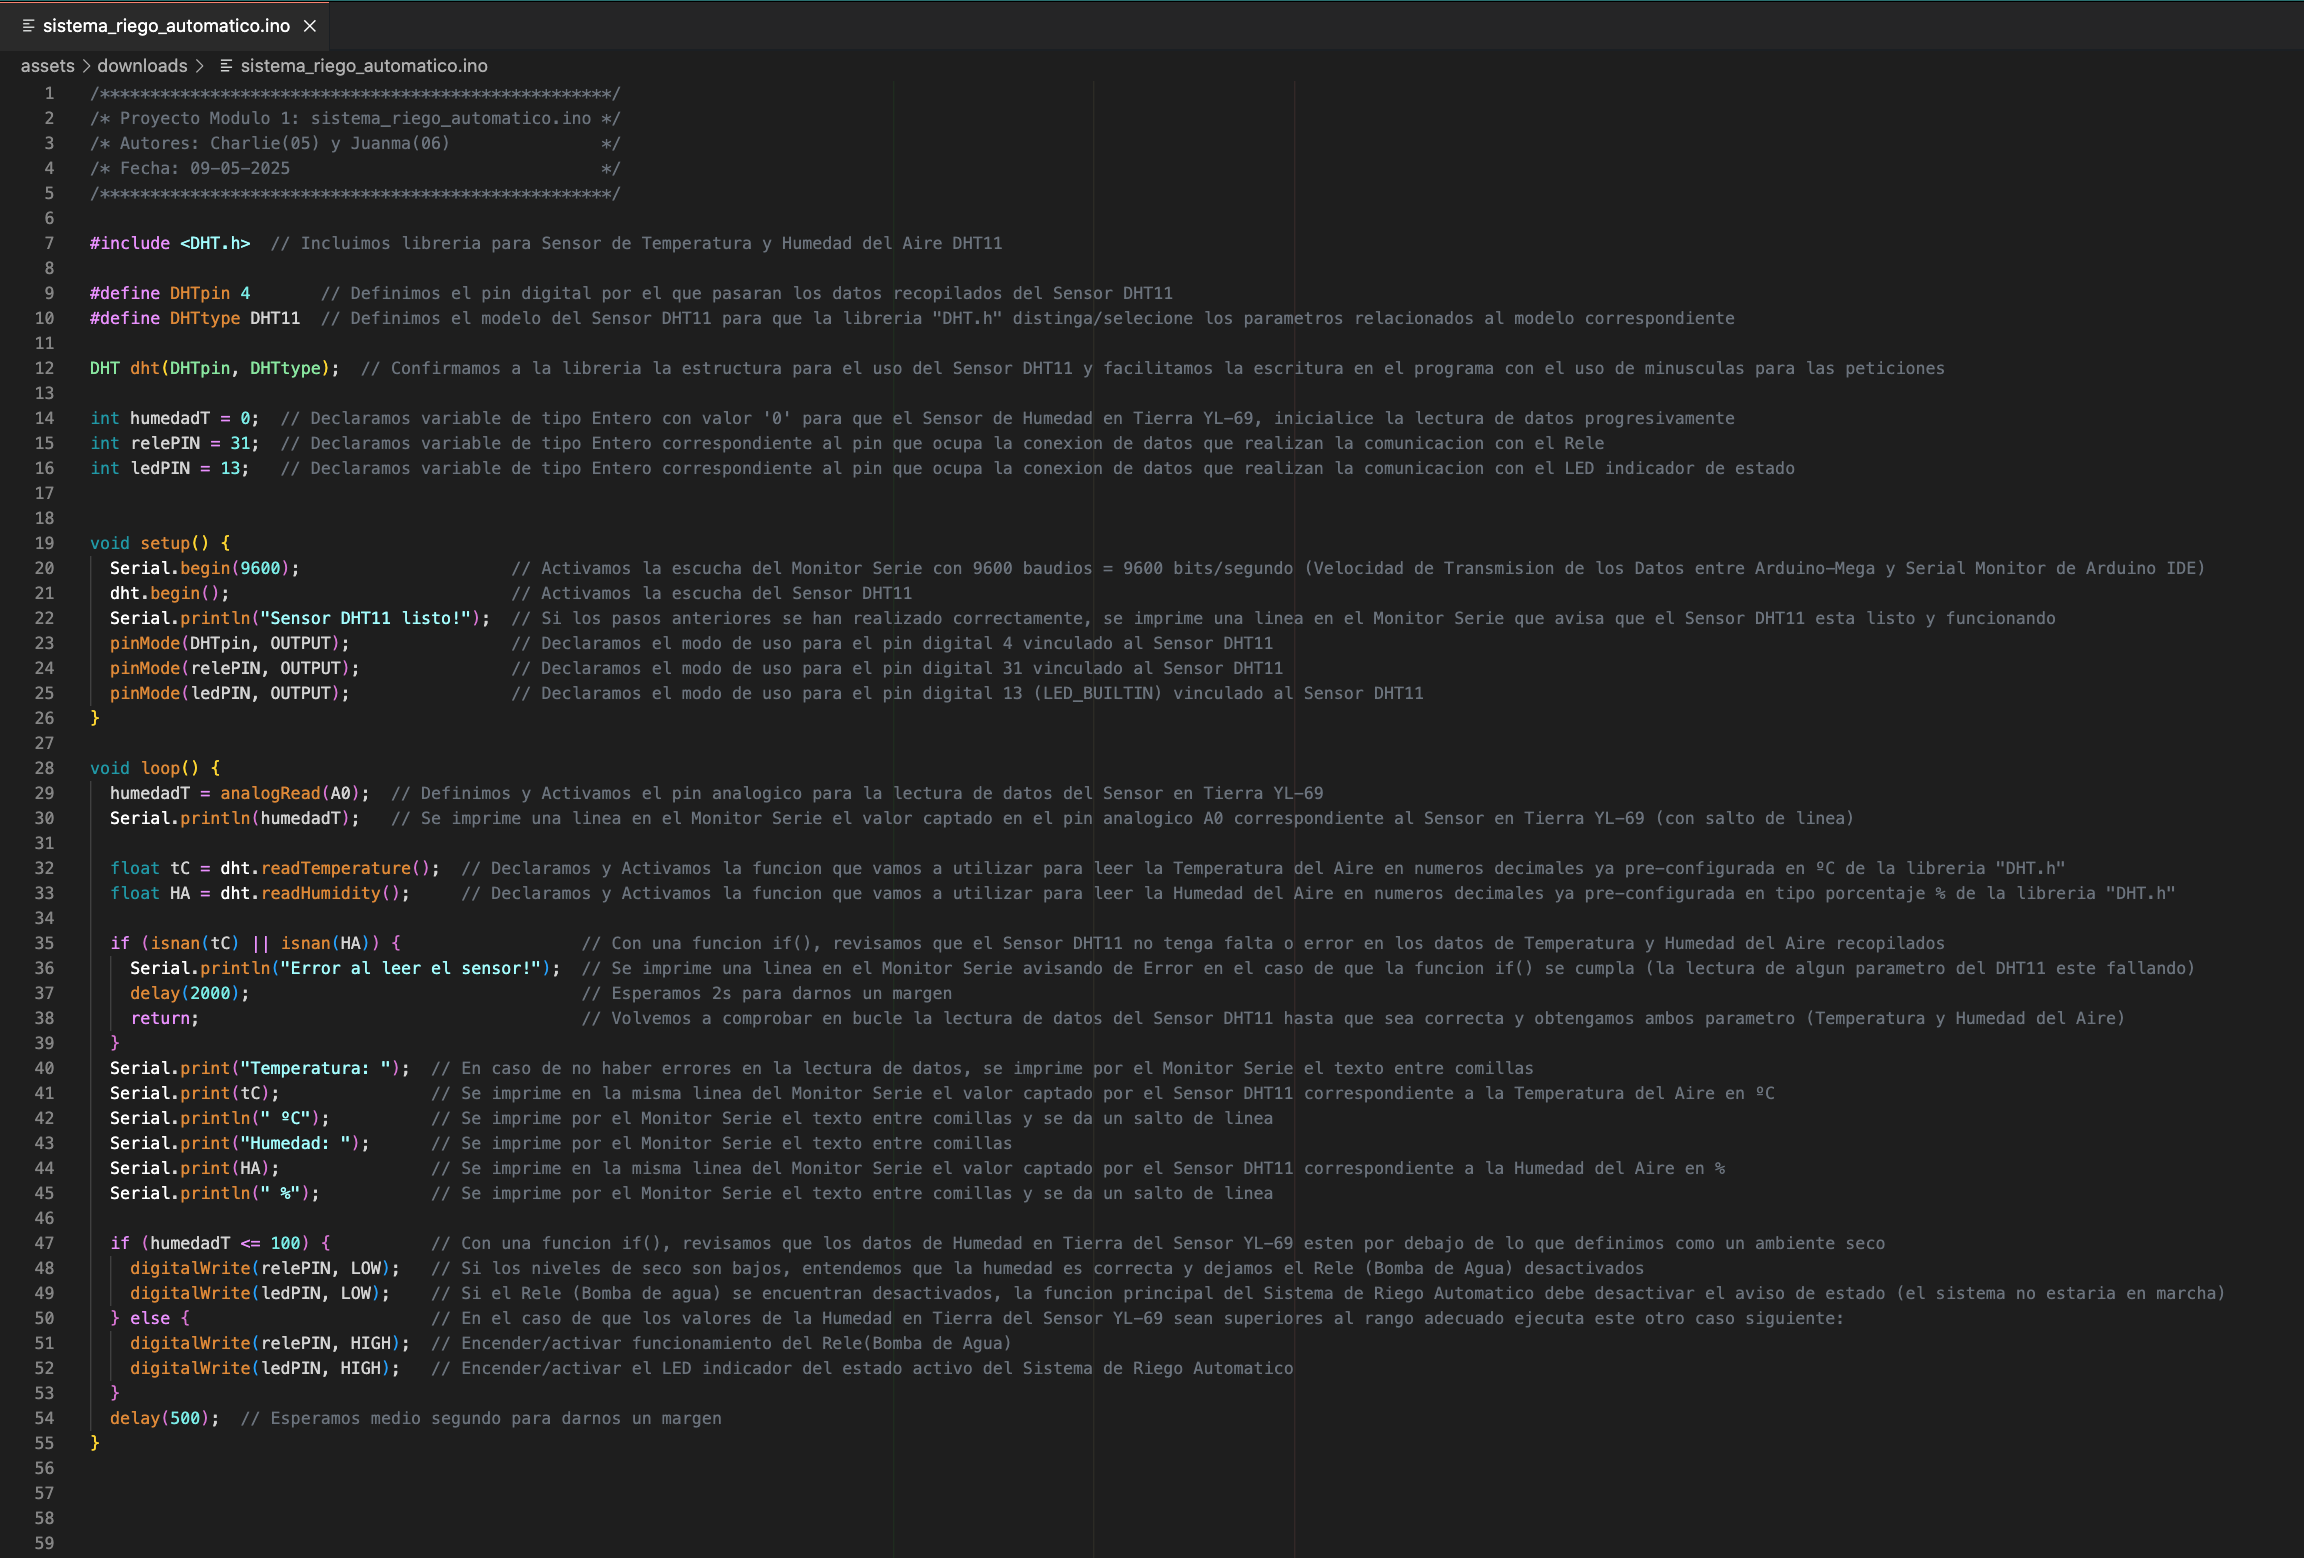 sistema_riego_automatico.ino ×
assets > downloads > sistema_riego_automatico.ino
1 /***************************************************/
2 /* Proyecto Modulo 1: sistema_riego_automatico.ino */
3 /* Autores: Charlie(05) y Juanma(06)               */
4 /* Fecha: 09-05-2025                               */
5 /***************************************************/
6
7 #include <DHT.h>  // Incluimos libreria para Sensor de Temperatura y Humedad del Aire DHT11
8
9 #define DHTpin 4       // Definimos el pin digital por el que pasaran los datos recopilados del Sensor DHT11
10 #define DHTtype DHT11  // Definimos el modelo del Sensor DHT11 para que la libreria "DHT.h" distinga/selecione los parametros relacionados al modelo correspondiente
11
12 DHT dht(DHTpin, DHTtype);  // Confirmamos a la libreria la estructura para el uso del Sensor DHT11 y facilitamos la escritura en el programa con el uso de minusculas para las peticiones
13
14 int humedadT = 0;  // Declaramos variable de tipo Entero con valor '0' para que el Sensor de Humedad en Tierra YL-69, inicialice la lectura de datos progresivamente
15 int relePIN = 31;  // Declaramos variable de tipo Entero correspondiente al pin que ocupa la conexion de datos que realizan la comunicacion con el Rele
16 int ledPIN = 13;   // Declaramos variable de tipo Entero correspondiente al pin que ocupa la conexion de datos que realizan la comunicacion con el LED indicador de estado
17
18
19 void setup() {
20   Serial.begin(9600);                     // Activamos la escucha del Monitor Serie con 9600 baudios = 9600 bits/segundo (Velocidad de Transmision de los Datos entre Arduino-Mega y Serial Monitor de Arduino IDE)
21   dht.begin();                            // Activamos la escucha del Sensor DHT11
22   Serial.println("Sensor DHT11 listo!");  // Si los pasos anteriores se han realizado correctamente, se imprime una linea en el Monitor Serie que avisa que el Sensor DHT11 esta listo y funcionando
23   pinMode(DHTpin, OUTPUT);                // Declaramos el modo de uso para el pin digital 4 vinculado al Sensor DHT11
24   pinMode(relePIN, OUTPUT);               // Declaramos el modo de uso para el pin digital 31 vinculado al Sensor DHT11
25   pinMode(ledPIN, OUTPUT);                // Declaramos el modo de uso para el pin digital 13 (LED_BUILTIN) vinculado al Sensor DHT11
26 }
27
28 void loop() {
29   humedadT = analogRead(A0);  // Definimos y Activamos el pin analogico para la lectura de datos del Sensor en Tierra YL-69
30   Serial.println(humedadT);   // Se imprime una linea en el Monitor Serie el valor captado en el pin analogico A0 correspondiente al Sensor en Tierra YL-69 (con salto de linea)
31
32   float tC = dht.readTemperature();  // Declaramos y Activamos la funcion que vamos a utilizar para leer la Temperatura del Aire en numeros decimales ya pre-configurada en ºC de la libreria "DHT.h"
33   float HA = dht.readHumidity();     // Declaramos y Activamos la funcion que vamos a utilizar para leer la Humedad del Aire en numeros decimales ya pre-configurada en tipo porcentaje % de la libreria "DHT.h"
34
35   if (isnan(tC) || isnan(HA)) {                  // Con una funcion if(), revisamos que el Sensor DHT11 no tenga falta o error en los datos de Temperatura y Humedad del Aire recopilados
36     Serial.println("Error al leer el sensor!");  // Se imprime una linea en el Monitor Serie avisando de Error en el caso de que la funcion if() se cumpla (la lectura de algun parametro del DHT11 este fallando)
37     delay(2000);                                 // Esperamos 2s para darnos un margen
38     return;                                      // Volvemos a comprobar en bucle la lectura de datos del Sensor DHT11 hasta que sea correcta y obtengamos ambos parametro (Temperatura y Humedad del Aire)
39   }
40   Serial.print("Temperatura: ");  // En caso de no haber errores en la lectura de datos, se imprime por el Monitor Serie el texto entre comillas
41   Serial.print(tC);               // Se imprime en la misma linea del Monitor Serie el valor captado por el Sensor DHT11 correspondiente a la Temperatura del Aire en ºC
42   Serial.println(" ºC");          // Se imprime por el Monitor Serie el texto entre comillas y se da un salto de linea
43   Serial.print("Humedad: ");      // Se imprime por el Monitor Serie el texto entre comillas
44   Serial.print(HA);               // Se imprime en la misma linea del Monitor Serie el valor captado por el Sensor DHT11 correspondiente a la Humedad del Aire en %
45   Serial.println(" %");           // Se imprime por el Monitor Serie el texto entre comillas y se da un salto de linea
46
47   if (humedadT <= 100) {          // Con una funcion if(), revisamos que los datos de Humedad en Tierra del Sensor YL-69 esten por debajo de lo que definimos como un ambiente seco
48     digitalWrite(relePIN, LOW);   // Si los niveles de seco son bajos, entendemos que la humedad es correcta y dejamos el Rele (Bomba de Agua) desactivados
49     digitalWrite(ledPIN, LOW);    // Si el Rele (Bomba de agua) se encuentran desactivados, la funcion principal del Sistema de Riego Automatico debe desactivar el aviso de estado (el sistema no estaria en marcha)
50   } else {                        // En el caso de que los valores de la Humedad en Tierra del Sensor YL-69 sean superiores al rango adecuado ejecuta este otro caso siguiente:
51     digitalWrite(relePIN, HIGH);  // Encender/activar funcionamiento del Rele(Bomba de Agua)
52     digitalWrite(ledPIN, HIGH);   // Encender/activar el LED indicador del estado activo del Sistema de Riego Automatico
53   }
54   delay(500);  // Esperamos medio segundo para darnos un margen
55 }
56
57
58
59